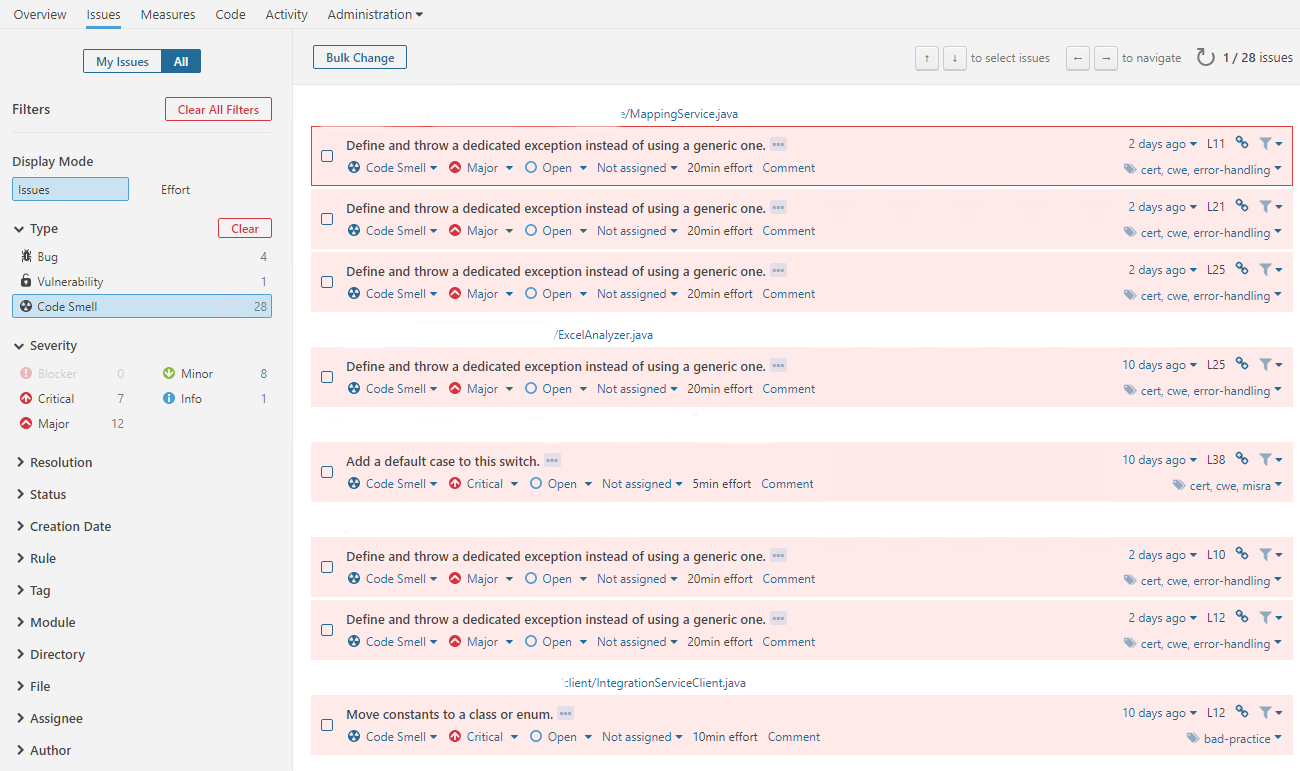 Overview Issues Measures Code Activity Administration
My Issues All
Bulk Change
↑ ↓ to select issues ← → to navigate 1 / 28 issues
Filters Clear All Filters
Display Mode
Issues Effort
Type Clear
Bug 4
Vulnerability 1
Code Smell 28
Severity
Blocker 0 Minor 8
Critical 7 Info 1
Major 12
Resolution
Status
Creation Date
Rule
Tag
Module
Directory
File
Assignee
Author
e/MappingService.java
Define and throw a dedicated exception instead of using a generic one. 2 days ago L11
Code Smell Major Open Not assigned 20min effort Comment cert, cwe, error-handling
Define and throw a dedicated exception instead of using a generic one. 2 days ago L21
Code Smell Major Open Not assigned 20min effort Comment cert, cwe, error-handling
Define and throw a dedicated exception instead of using a generic one. 2 days ago L25
Code Smell Major Open Not assigned 20min effort Comment cert, cwe, error-handling
/ExcelAnalyzer.java
Define and throw a dedicated exception instead of using a generic one. 10 days ago L25
Code Smell Major Open Not assigned 20min effort Comment cert, cwe, error-handling
Add a default case to this switch. 10 days ago L38
Code Smell Critical Open Not assigned 5min effort Comment cert, cwe, misra
Define and throw a dedicated exception instead of using a generic one. 2 days ago L10
Code Smell Major Open Not assigned 20min effort Comment cert, cwe, error-handling
Define and throw a dedicated exception instead of using a generic one. 2 days ago L12
Code Smell Major Open Not assigned 20min effort Comment cert, cwe, error-handling
client/IntegrationServiceClient.java
Move constants to a class or enum. 10 days ago L12
Code Smell Critical Open Not assigned 10min effort Comment bad-practice